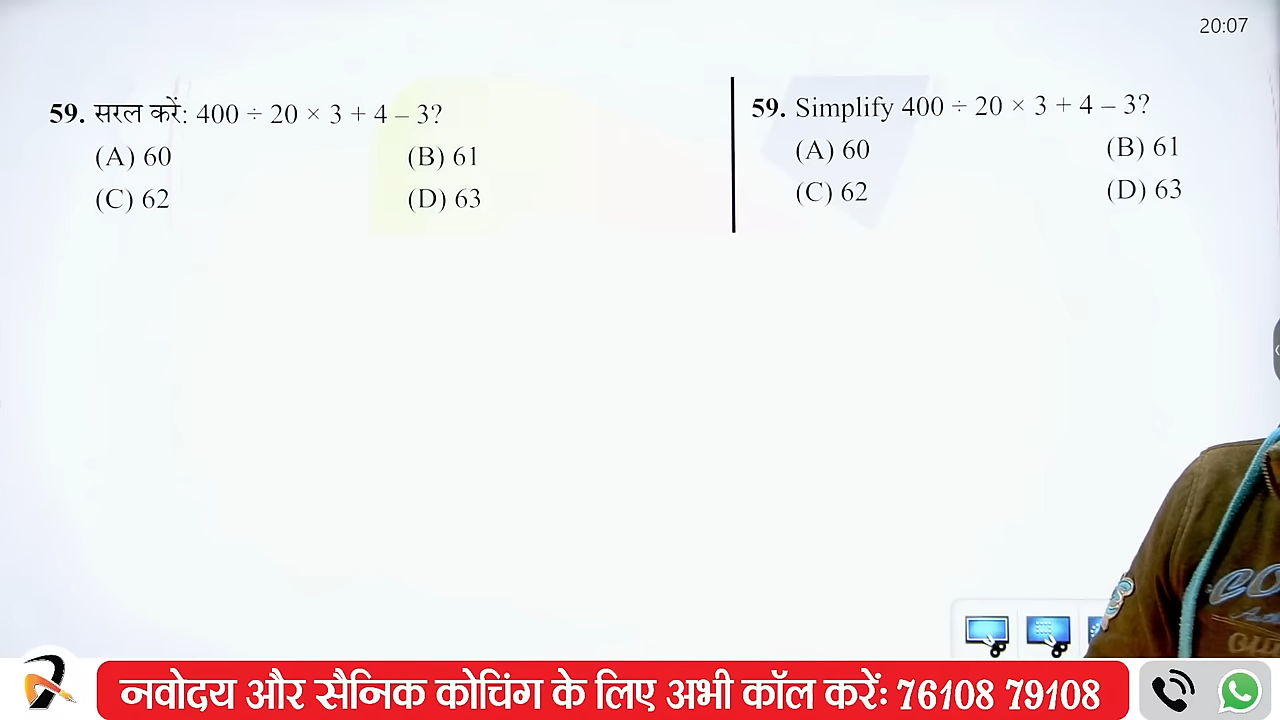 20:07
59. सरल करें: 400 ÷ 20 × 3 + 4 – 3?
(A) 60 (B) 61
(C) 62 (D) 63
59. Simplify 400 ÷ 20 × 3 + 4 – 3?
(A) 60 (B) 61
(C) 62 (D) 63
नवोदय और सैनिक कोचिंग के लिए अभी कॉल करें: 76108 79108